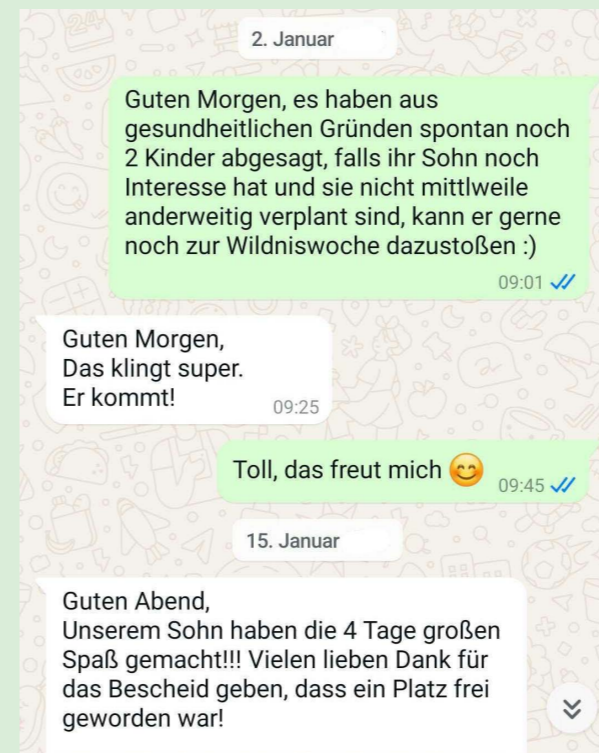 2. Januar
Guten Morgen, es haben aus
gesundheitlichen Gründen spontan noch
2 Kinder abgesagt, falls ihr Sohn noch
Interesse hat und sie nicht mittlweile
anderweitig verplant sind, kann er gerne
noch zur Wildniswoche dazustoßen :)
09:01
Guten Morgen,
Das klingt super.
Er kommt!
09:25
Toll, das freut mich 😊
09:45
15. Januar
Guten Abend,
Unserem Sohn haben die 4 Tage großen
Spaß gemacht!!! Vielen lieben Dank für
das Bescheid geben, dass ein Platz frei
geworden war!